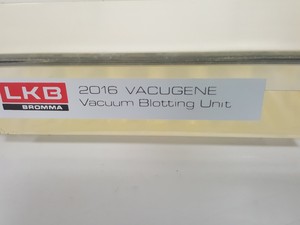 LKB
BROMMA
2016 VACUGENE
Vacuum Blotting Unit